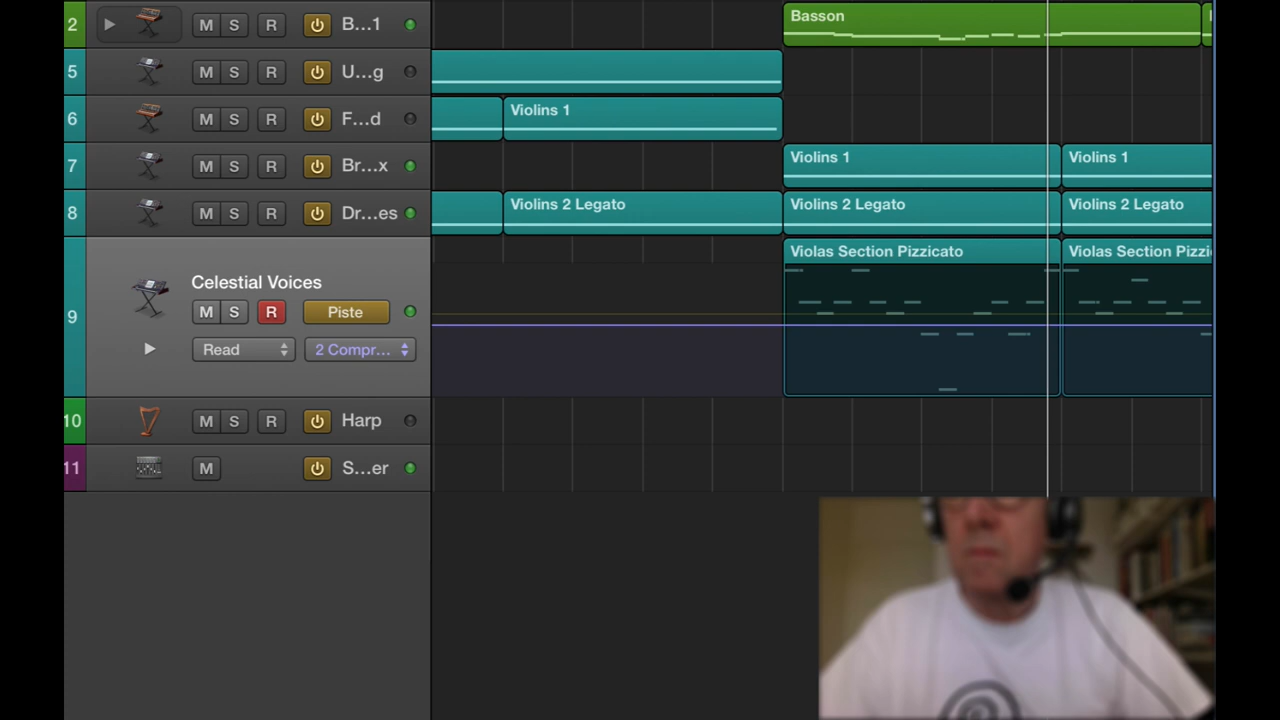 2 M S R B...1 Basson
5 M S R U...g
6 M S R F...d Violins 1
7 M S R Br...x Violins 1 Violins 1
8 M S R Dr...es Violins 2 Legato Violins 2 Legato Violins 2 Legato
Violas Section Pizzicato Violas Section Pizzi
Celestial Voices
9 M S R Piste
Read 2 Compr...
10 M S R Harp
11 M S...er